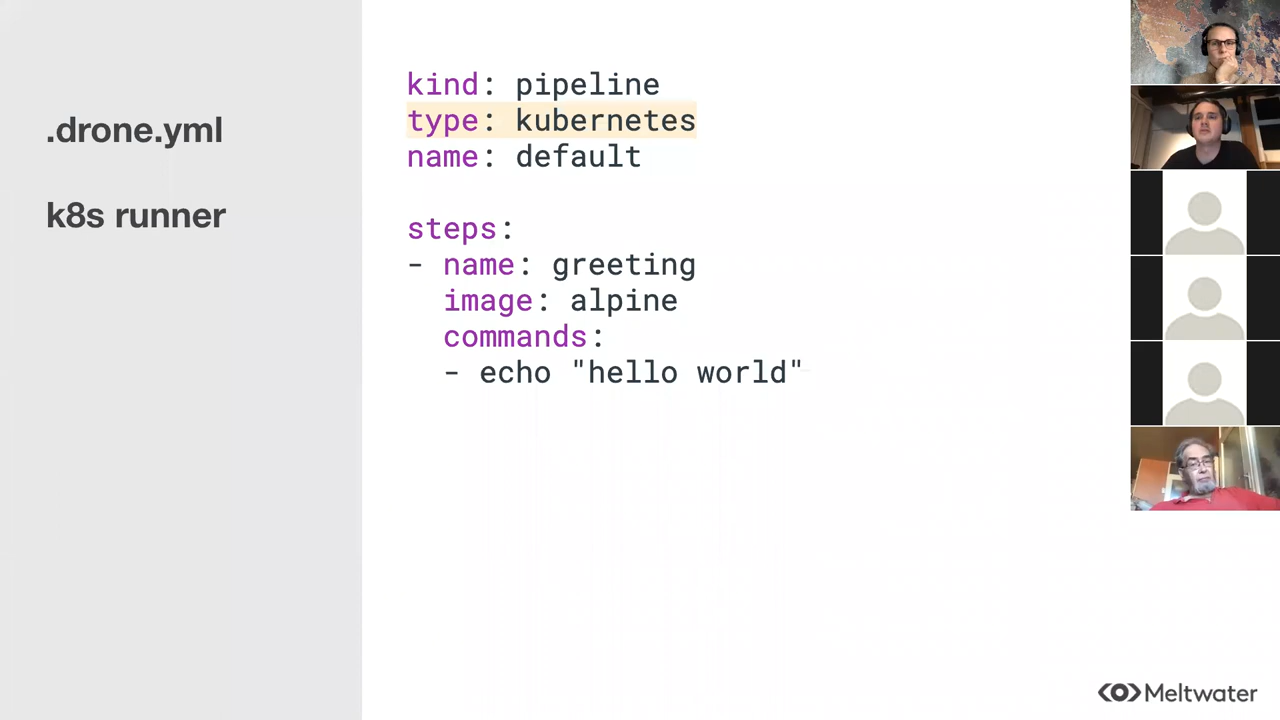 .drone.yml
k8s runner
kind: pipeline
type: kubernetes
name: default
steps:
- name: greeting
image: alpine
commands:
- echo "hello world"
Meltwater